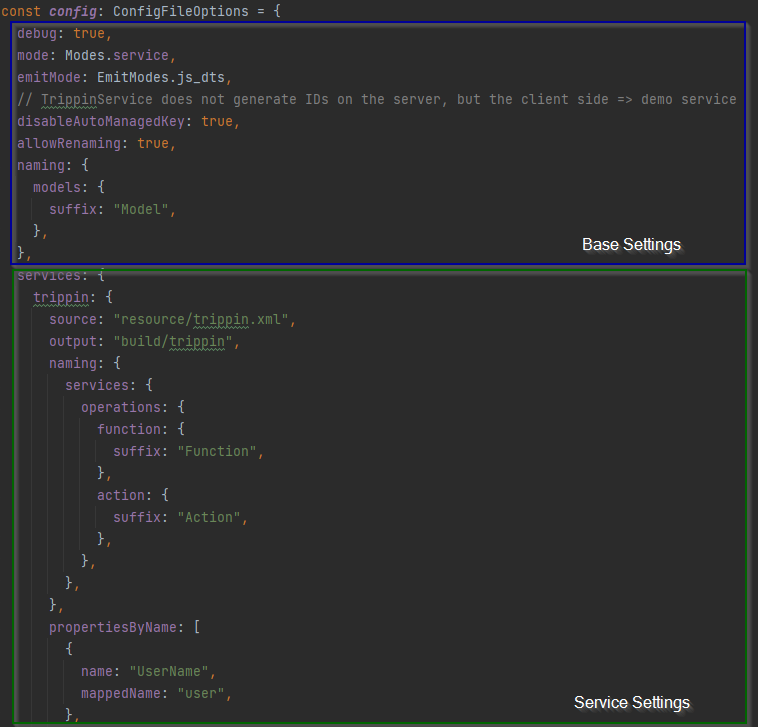 const config: ConfigFileOptions = {
debug: true,
mode: Modes.service,
emitMode: EmitModes.js_dts,
// TrippinService does not generate IDs on the server, but the client side => demo service
disableAutoManagedKey: true,
allowRenaming: true,
naming: {
models: {
suffix: "Model",
},
},
Base Settings
services: {
trippin: {
source: "resource/trippin.xml",
output: "build/trippin",
naming: {
services: {
operations: {
function: {
suffix: "Function",
},
action: {
suffix: "Action",
},
},
},
},
propertiesByName: [
{
name: "UserName",
mappedName: "user",
},
Service Settings